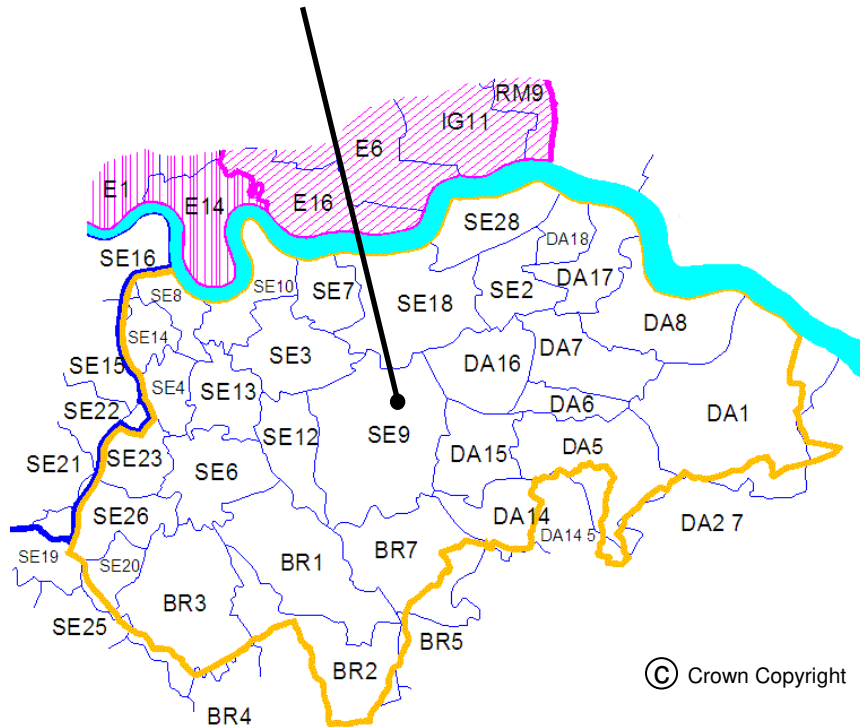 RM9
IG11
E6
E1
E14
E16
SE28
DA18
SE16
SE8
SE10
SE7
SE18
SE2
DA17
SE14
DA8
SE3
DA7
SE15
DA16
SE4
SE13
DA6
SE22
DA1
SE12
SE9
SE21
SE23
SE6
DA15
DA5
SE26
DA14
DA2 7
DA14 5
SE19
SE20
BR1
BR7
BR3
SE25
BR5
BR2
BR4
© Crown Copyright